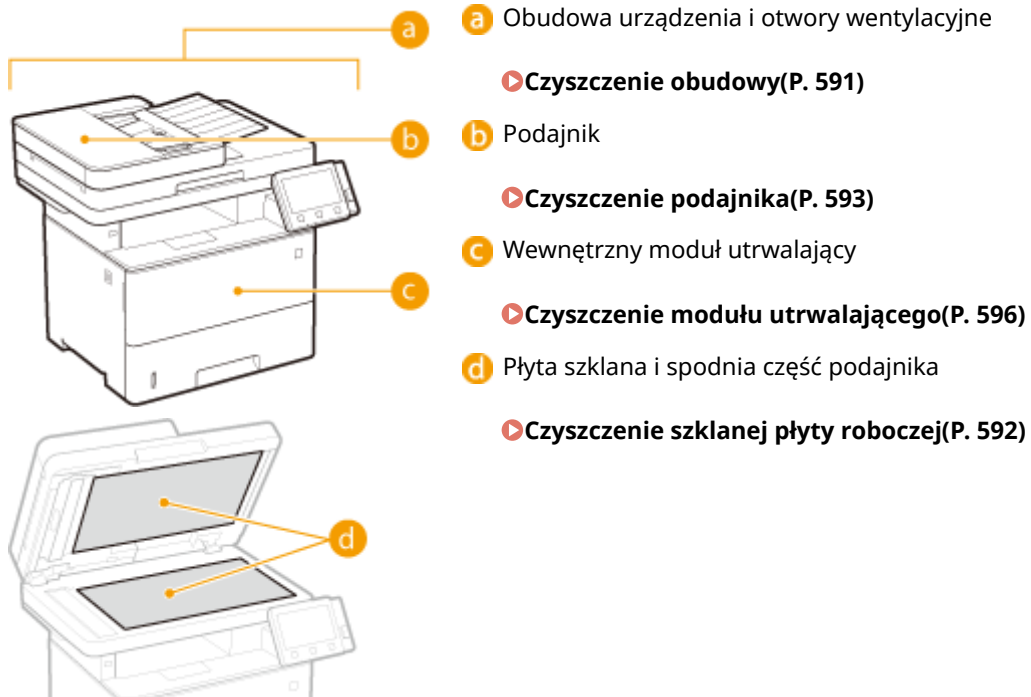 a Obudowa urządzenia i otwory wentylacyjne
Czyszczenie obudowy(P. 591)
b Podajnik
Czyszczenie podajnika(P. 593)
c Wewnętrzny moduł utrwalający
Czyszczenie modułu utrwalającego(P. 596)
d Płyta szklana i spodnia część podajnika
Czyszczenie szklanej płyty roboczej(P. 592)
a
b
c
d